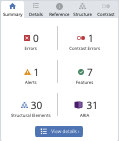 Summary Details Reference Structure Contrast
0 1
Errors Contrast Errors
1 7
Alerts Features
30 31
Structural Elements ARIA
View details ›